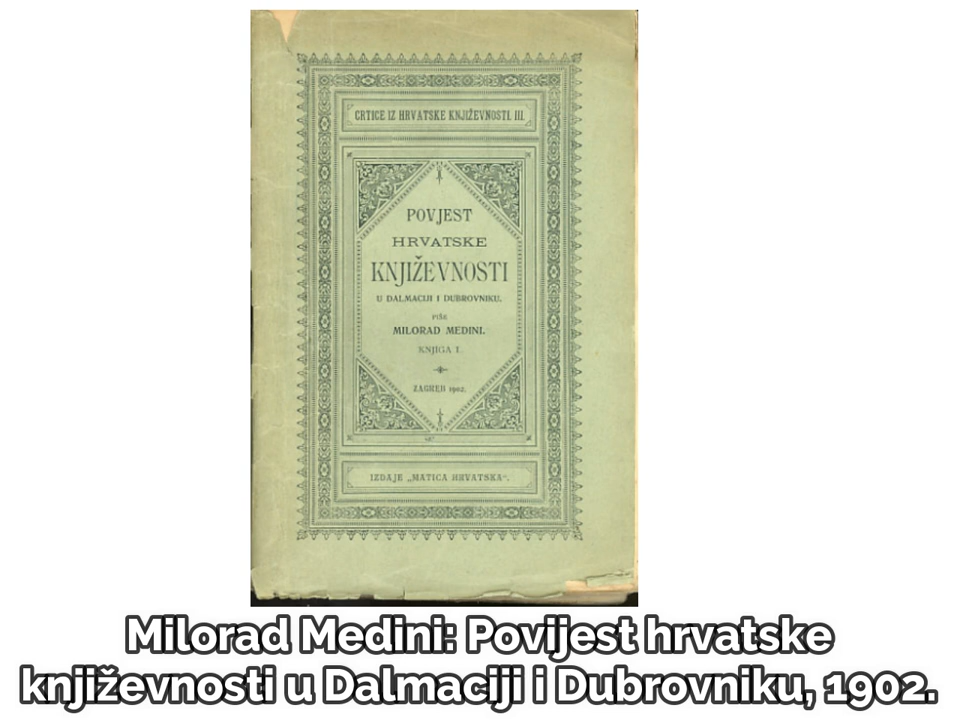 CRTICE IZ HRVATSKE KNJIŽEVNOSTI. III.
POVJEST
HRVATSKE
KNJIŽEVNOSTI
U DALMACIJI I DUBROVNIKU.
PIŠE
MILORAD MEDINI.
KNJIGA I.
ZAGREB 1902.
IZDAJE „MATICA HRVATSKA“.
Milorad Medini: Povijest hrvatske
književnosti u Dalmaciji i Dubrovniku, 1902.